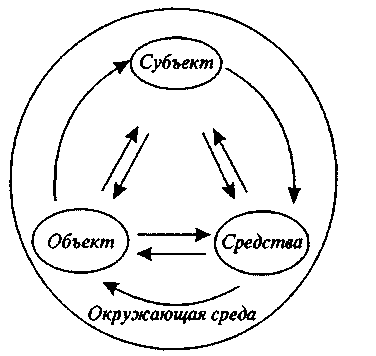 Субъект
Объект
Средства
Окружающая среда